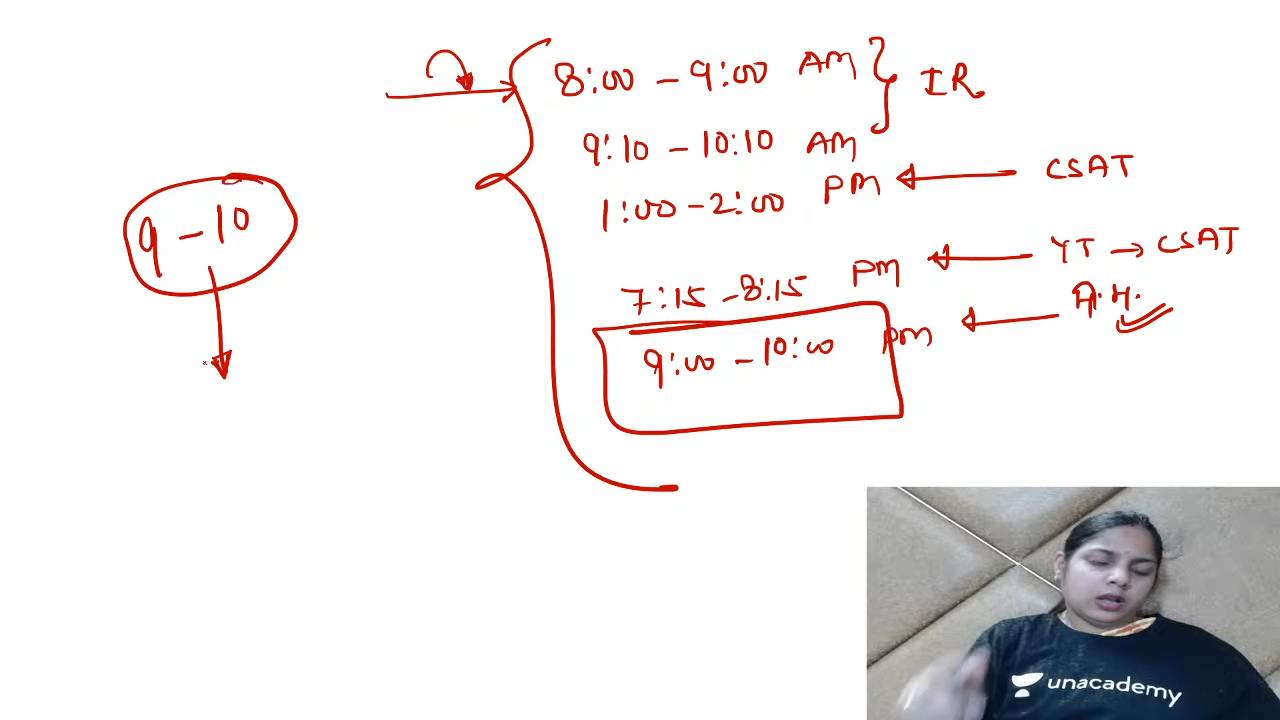 8:00 - 9:00 AM } IR
9:10 - 10:10 AM
1:00 - 2:00 PM ← CSAT
7:15 - 8:15 PM ← YT → CSAT
9:00 - 10:00 PM ← A.H.
9 - 10
unacademy